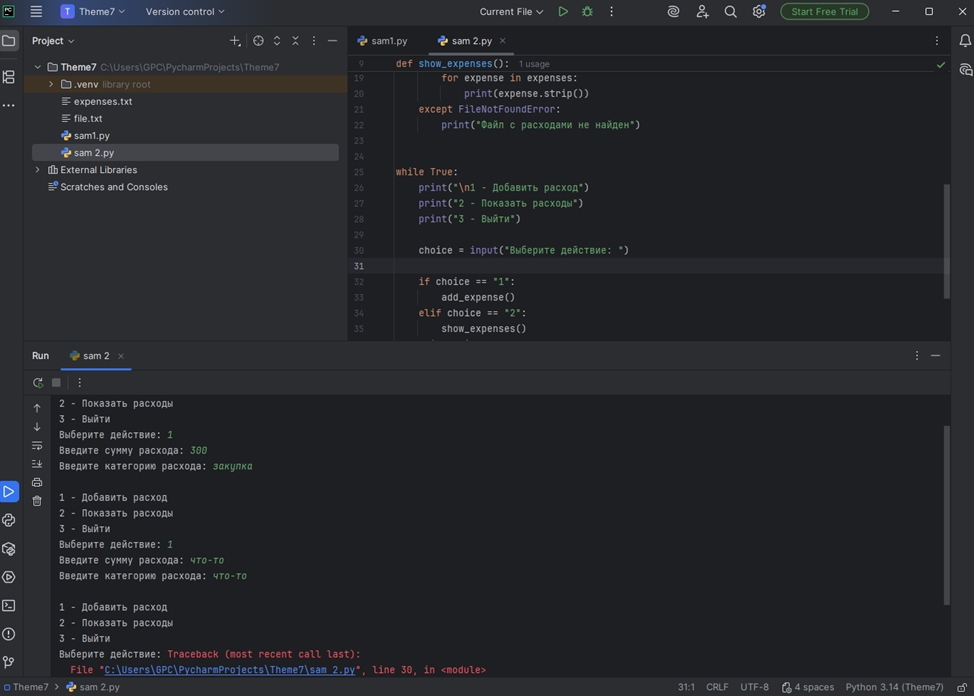 PC T Theme7 Version control Current File Start Free Trial
Project
Theme7 C:\Users\GPC\PycharmProjects\Theme7
.venv library root
expenses.txt
file.txt
sam1.py
sam 2.py
External Libraries
Scratches and Consoles
sam1.py sam 2.py
9 def show_expenses(): 1 usage
19 for expense in expenses:
20 print(expense.strip())
21 except FileNotFoundError:
22 print("Файл с расходами не найден")
23
24
25 while True:
26 print("\n1 - Добавить расход")
27 print("2 - Показать расходы")
28 print("3 - Выйти")
29
30 choice = input("Выберите действие: ")
31
32 if choice == "1":
33 add_expense()
34 elif choice == "2":
35 show_expenses()
Run sam 2
2 - Показать расходы
3 - Выйти
Выберите действие: 1
Введите сумму расхода: 300
Введите категорию расхода: закупка
1 - Добавить расход
2 - Показать расходы
3 - Выйти
Выберите действие: 1
Введите сумму расхода: что-то
Введите категорию расхода: что-то
1 - Добавить расход
2 - Показать расходы
3 - Выйти
Выберите действие: Traceback (most recent call last):
File "C:\Users\GPC\PycharmProjects\Theme7\sam 2.py", line 30, in <module>
Theme7 > sam 2.py 31:1 CRLF UTF-8 4 spaces Python 3.14 (Theme7)